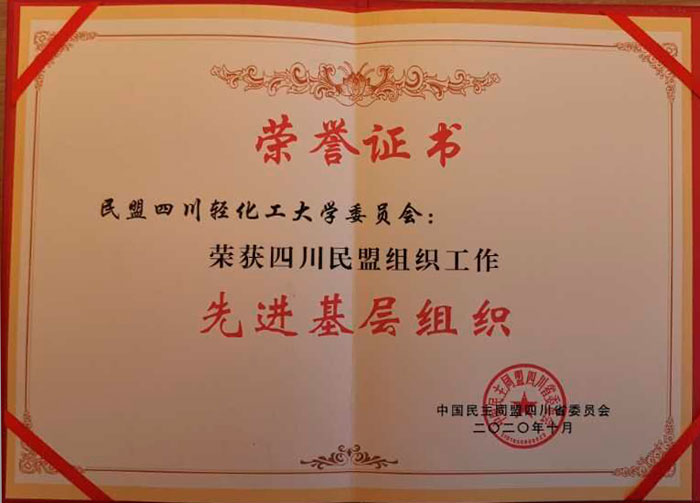 荣誉证书
民盟四川轻化工大学委员会：
荣获四川民盟组织工作
先进基层组织
中国民主同盟四川省委员会
二〇二〇年十月